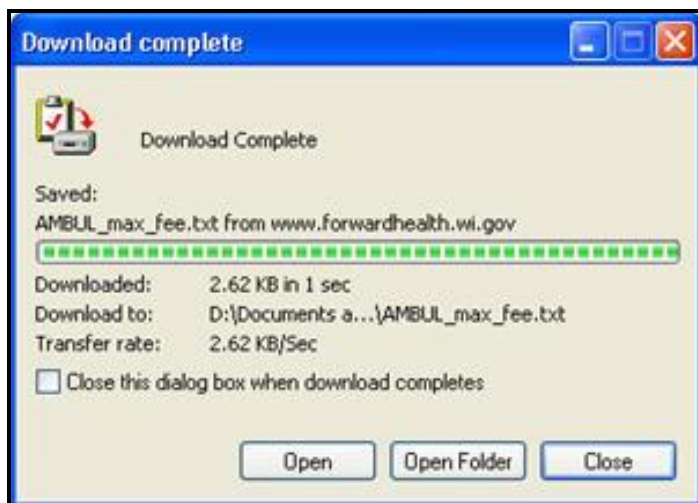 Download complete
Download Complete
Saved:
AMBUL_max_fee.txt from www.forwardhealth.wi.gov
Downloaded: 2.62 KB in 1 sec
Download to: D:\Documents a...\AMBUL_max_fee.txt
Transfer rate: 2.62 KB/Sec
Close this dialog box when download completes
Open Open Folder Close